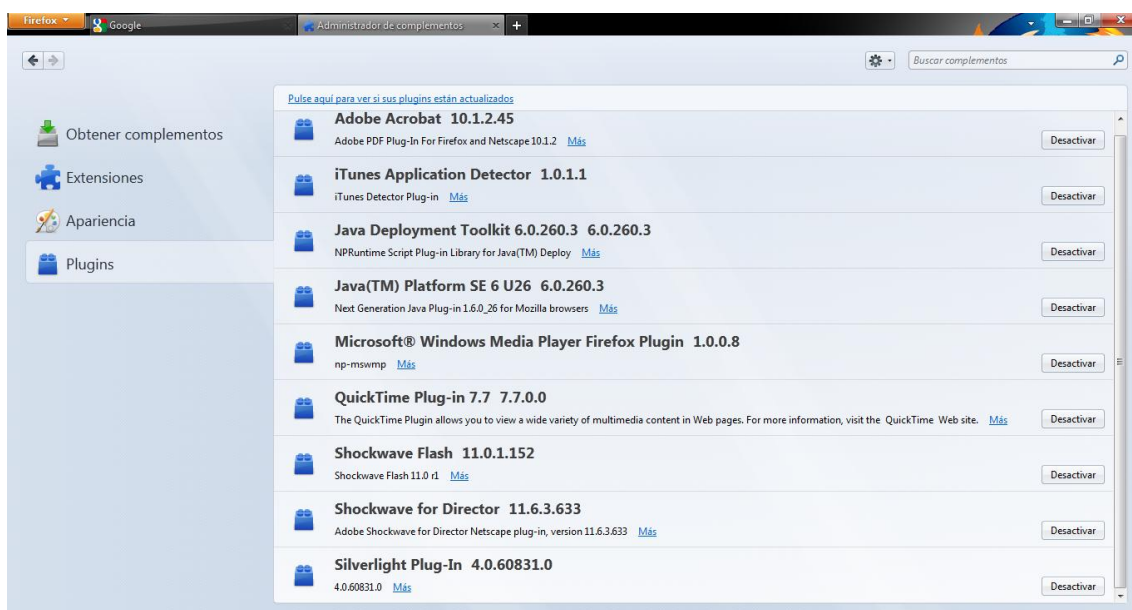 Firefox
Google
Administrador de complementos
Buscar complementos
Pulse aquí para ver si sus plugins están actualizados
Obtener complementos
Extensiones
Apariencia
Plugins
Adobe Acrobat 10.1.2.45
Adobe PDF Plug-In For Firefox and Netscape 10.1.2 Más
Desactivar
iTunes Application Detector 1.0.1.1
iTunes Detector Plug-in Más
Desactivar
Java Deployment Toolkit 6.0.260.3 6.0.260.3
NPRuntime Script Plug-in Library for Java(TM) Deploy Más
Desactivar
Java(TM) Platform SE 6 U26 6.0.260.3
Next Generation Java Plug-in 1.6.0_26 for Mozilla browsers Más
Desactivar
Microsoft® Windows Media Player Firefox Plugin 1.0.0.8
np-mswmp Más
Desactivar
QuickTime Plug-in 7.7 7.7.0.0
The QuickTime Plugin allows you to view a wide variety of multimedia content in Web pages. For more information, visit the QuickTime Web site. Más
Desactivar
Shockwave Flash 11.0.1.152
Shockwave Flash 11.0 r1 Más
Desactivar
Shockwave for Director 11.6.3.633
Adobe Shockwave for Director Netscape plug-in, version 11.6.3.633 Más
Desactivar
Silverlight Plug-In 4.0.60831.0
4.0.60831.0 Más
Desactivar